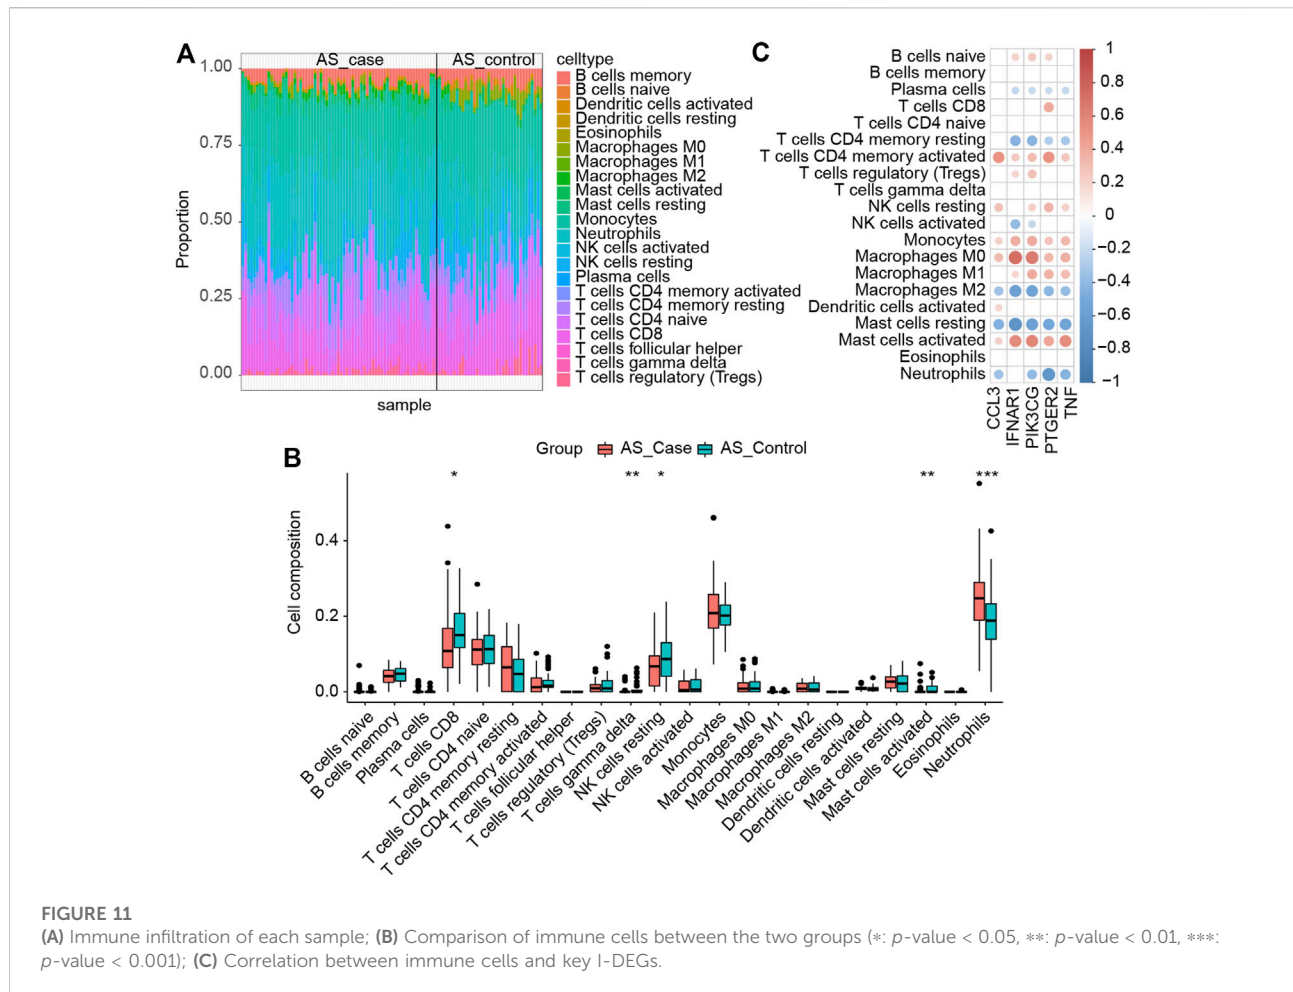 A
AS_case AS_control
1.00
0.75
0.50
0.25
0.00
Proportion
sample
celltype
B cells memory
B cells naive
Dendritic cells activated
Dendritic cells resting
Eosinophils
Macrophages M0
Macrophages M1
Macrophages M2
Mast cells activated
Mast cells resting
Monocytes
Neutrophils
NK cells activated
NK cells resting
Plasma cells
T cells CD4 memory activated
T cells CD4 memory resting
T cells CD4 naive
T cells CD8
T cells follicular helper
T cells gamma delta
T cells regulatory (Tregs)
C
B cells naive
B cells memory
Plasma cells
T cells CD8
T cells CD4 naive
T cells CD4 memory resting
T cells CD4 memory activated
T cells regulatory (Tregs)
T cells gamma delta
NK cells resting
NK cells activated
Monocytes
Macrophages M0
Macrophages M1
Macrophages M2
Dendritic cells activated
Mast cells resting
Mast cells activated
Eosinophils
Neutrophils
CCL3
IFNAR1
PIK3CG
PTGER2
TNF
1
0.8
0.6
0.4
0.2
0
−0.2
−0.4
−0.6
−0.8
−1
B
Group AS_Case AS_Control
* ** * ** ****
Cell composition
0.4
0.2
0.0
B cells naive
B cells memory
Plasma cells
T cells CD8
T cells CD4 naive
T cells CD4 memory resting
T cells CD4 memory activated
T cells follicular helper
T cells regulatory (Tregs)
T cells gamma delta
NK cells resting
NK cells activated
Monocytes
Macrophages M0
Macrophages M1
Macrophages M2
Dendritic cells resting
Dendritic cells activated
Mast cells resting
Mast cells activated
Eosinophils
Neutrophils
FIGURE 11
(A) Immune infiltration of each sample; (B) Comparison of immune cells between the two groups (∗: p-value < 0.05, ∗∗: p-value < 0.01, ∗∗∗:
p-value < 0.001); (C) Correlation between immune cells and key I-DEGs.